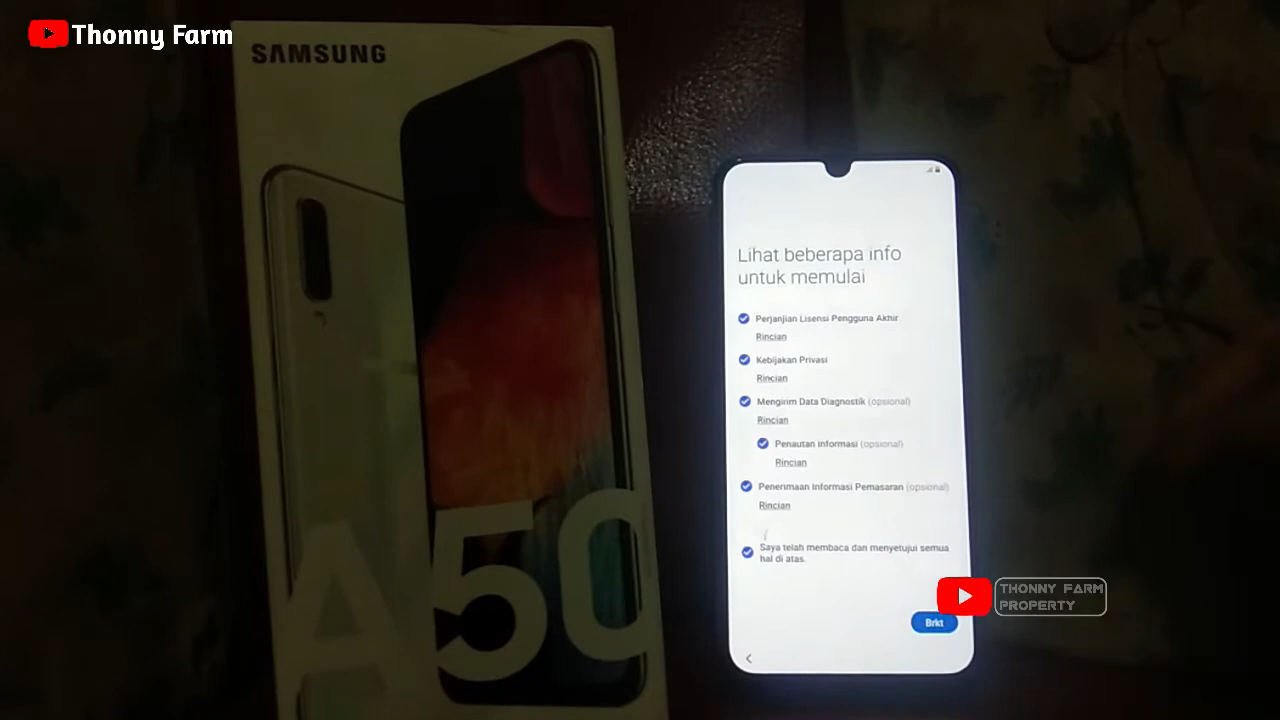 Thonny Farm
SAMSUNG
A50
Lihat beberapa info
untuk memulai
Perjanjian Lisensi Pengguna Akhir
Rincian
Kebijakan Privasi
Rincian
Mengirim Data Diagnostik (opsional)
Rincian
Penautan informasi (opsional)
Rincian
Penerimaan Informasi Pemasaran (opsional)
Rincian
Saya telah membaca dan menyetujui semua
hal di atas.
Brkt
THONNY FARM
PROPERTY